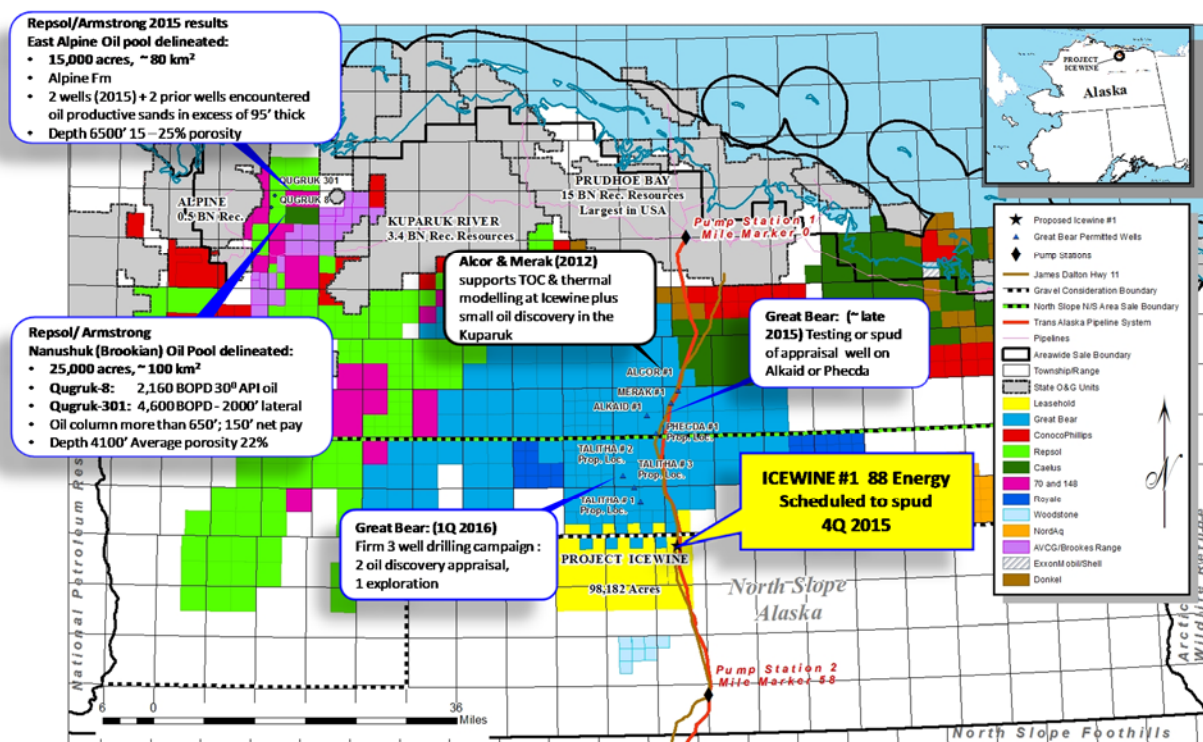 Repsol/Armstrong 2015 results
East Alpine Oil pool delineated:
• 15,000 acres, ~ 80 km²
• Alpine Fm
• 2 wells (2015) + 2 prior wells encountered
oil productive sands in excess of 95' thick
• Depth 6500' 15 – 25% porosity
PROJECT
ICEWINE
Alaska
QUGRUK 301
QUGRUK 8
ALPINE
0.5 BN Rec.
PRUDHOE BAY
15 BN Rec. Resources
Largest in USA
KUPARUK RIVER
3.4 BN Rec. Resources
Pump Station 1
Mile Marker 0
Alcor & Merak (2012)
supports TOC & thermal
modelling at Icewine plus
small oil discovery in the
Kuparuk
Great Bear: (~ late
2015) Testing or spud
of appraisal well on
Alkaid or Phecda
Repsol/ Armstrong
Nanushuk (Brookian) Oil Pool delineated:
• 25,000 acres, ~ 100 km²
• Qugruk-8: 2,160 BOPD 30⁰ API oil
• Qugruk-301: 4,600 BOPD - 2000' lateral
• Oil column more than 650'; 150' net pay
• Depth 4100' Average porosity 22%
ALCOR #1
MERAK #1
ALKAID #1
PHECDA #1
Prop. Loc.
TALITHA # 2
Prop. Loc.
TALITHA # 3
Prop. Loc.
TALITHA # 1
Prop. Loc.
ICEWINE #1 88 Energy
Scheduled to spud
4Q 2015
Great Bear: (1Q 2016)
Firm 3 well drilling campaign :
2 oil discovery appraisal,
1 exploration
PROJECT ICEWINE
98,182 Acres
North Slope
Alaska
Pump Station 2
Mile Marker 58
National Petroleum Res
Arctic
Wildlife
North Slope Foothills
6 0 36
Miles
N
Proposed Icewine #1
Great Bear Permitted Wells
Pump Stations
James Dalton Hwy 11
Gravel Consideration Boundary
North Slope N/S Area Sale Boundary
Trans Alaska Pipeline System
Pipelines
Areawide Sale Boundary
Township/Range
State O&G Units
Leasehold
Great Bear
ConocoPhillips
Repsol
Caelus
70 and 148
Royale
Woodstone
NordAq
AVCG/Brookes Range
ExxonMobil/Shell
Donkel